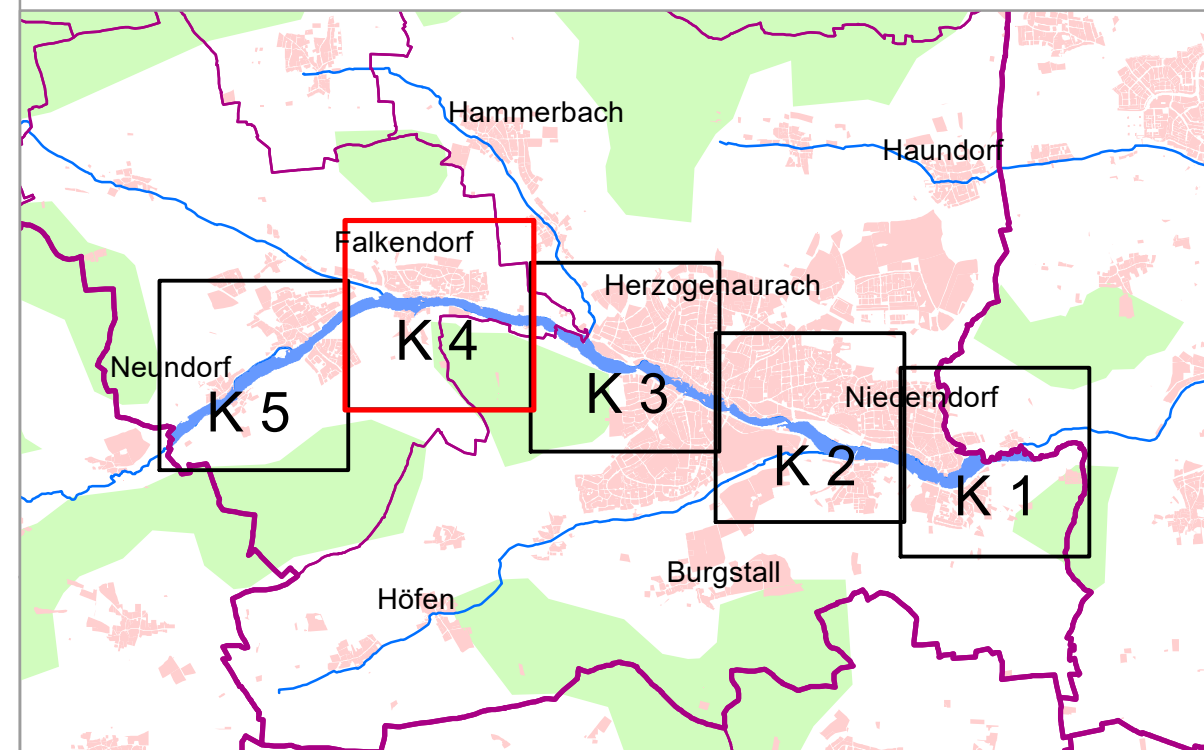 Hammerbach
Haundorf
Falkendorf
Herzogenaurach
K 4
Neundorf
K 3
Niederndorf
K 5
K 2
K 1
Burgstall
Höfen